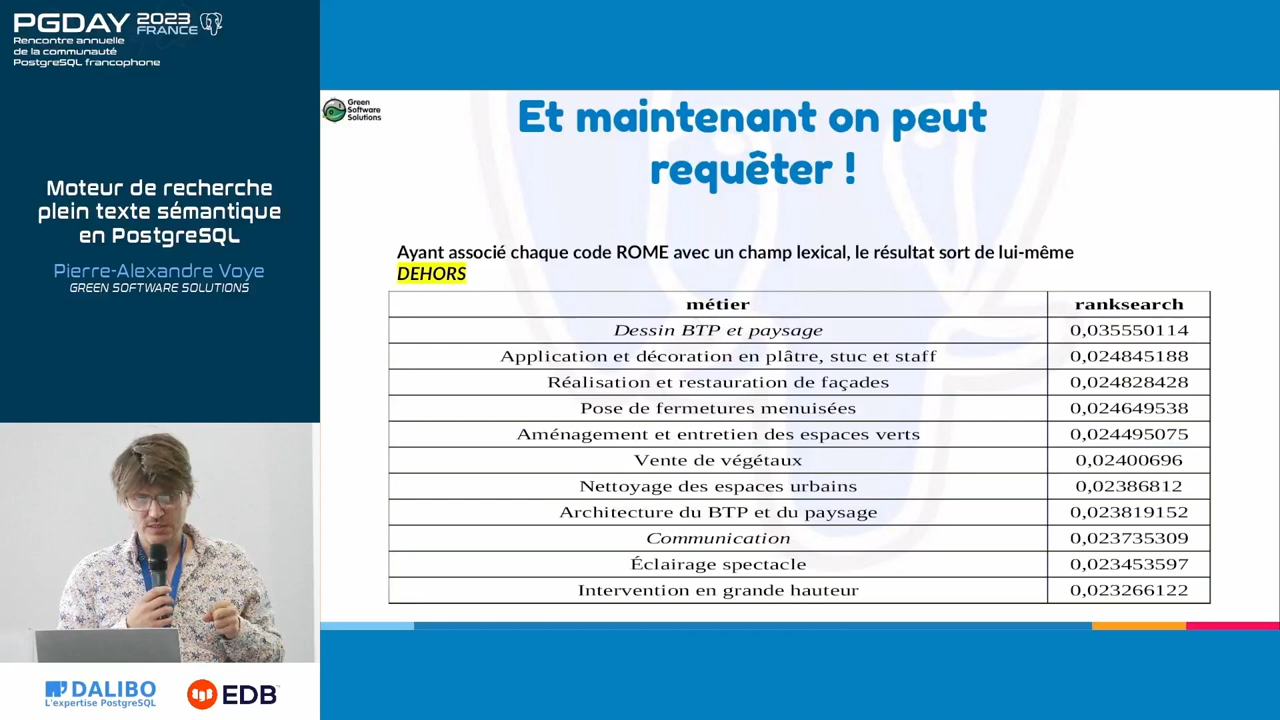 PGDAY 2023 FRANCE
Rencontre annuelle
de la communauté
PostgreSQL francophone
Moteur de recherche
plein texte sémantique
en PostgreSQL
Pierre-Alexandre Voye
GREEN SOFTWARE SOLUTIONS
DALIBO
L'expertise PostgreSQL
EDB
Green
Software
Solutions
Et maintenant on peut
requêter !
Ayant associé chaque code ROME avec un champ lexical, le résultat sort de lui-même
DEHORS
métier ranksearch
Dessin BTP et paysage 0,035550114
Application et décoration en plâtre, stuc et staff 0,024845188
Réalisation et restauration de façades 0,024828428
Pose de fermetures menuisées 0,024649538
Aménagement et entretien des espaces verts 0,024495075
Vente de végétaux 0,02400696
Nettoyage des espaces urbains 0,02386812
Architecture du BTP et du paysage 0,023819152
Communication 0,023735309
Éclairage spectacle 0,023453597
Intervention en grande hauteur 0,023266122